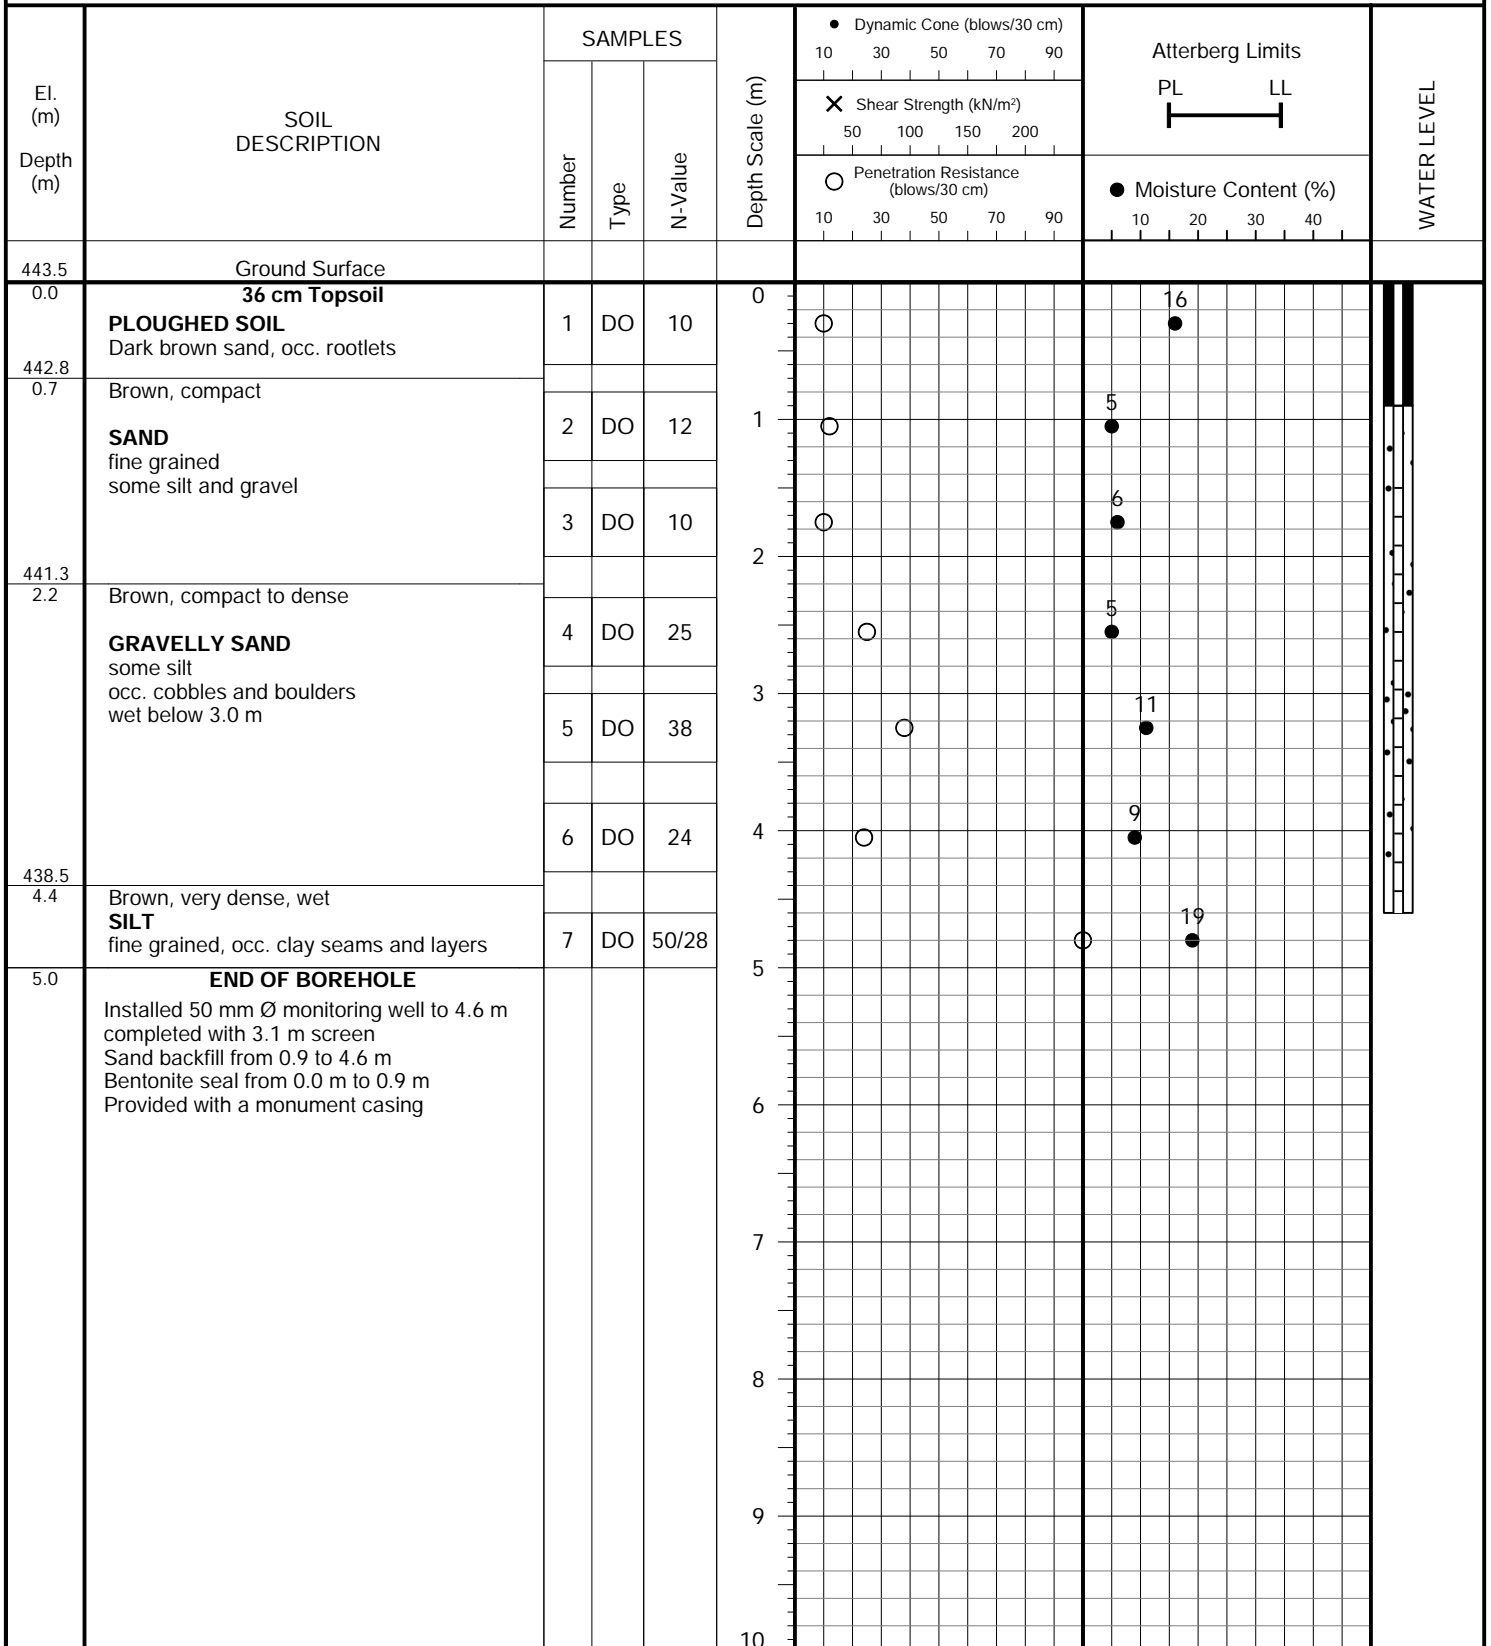 El.
(m)
Depth
(m)
SOIL
DESCRIPTION
SAMPLES
Number
Type
N-Value
Depth Scale (m)
Dynamic Cone (blows/30 cm)
10 30 50 70 90
Shear Strength (kN/m²)
50 100 150 200
Penetration Resistance
(blows/30 cm)
10 30 50 70 90
Atterberg Limits
PL LL
Moisture Content (%)
10 20 30 40
WATER LEVEL
443.5 Ground Surface
0.0 36 cm Topsoil 0
16
PLOUGHED SOIL 1 DO 10
Dark brown sand, occ. rootlets
442.8
0.7 Brown, compact
5
1
2 DO 12
SAND
fine grained
some silt and gravel
6
3 DO 10
2
441.3
2.2 Brown, compact to dense
5
4 DO 25
GRAVELLY SAND
some silt
occ. cobbles and boulders
3
11
wet below 3.0 m
5 DO 38
9
4
6 DO 24
438.5
4.4 Brown, very dense, wet
SILT
19
fine grained, occ. clay seams and layers 7 DO 50/28
5
5.0 END OF BOREHOLE
Installed 50 mm Ø monitoring well to 4.6 m
completed with 3.1 m screen
Sand backfill from 0.9 to 4.6 m
Bentonite seal from 0.0 m to 0.9 m
Provided with a monument casing
6
7
8
9
10